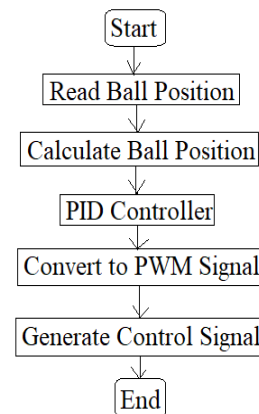 Start
Read Ball Position
Calculate Ball Position
PID Controller
Convert to PWM Signal
Generate Control Signal
End